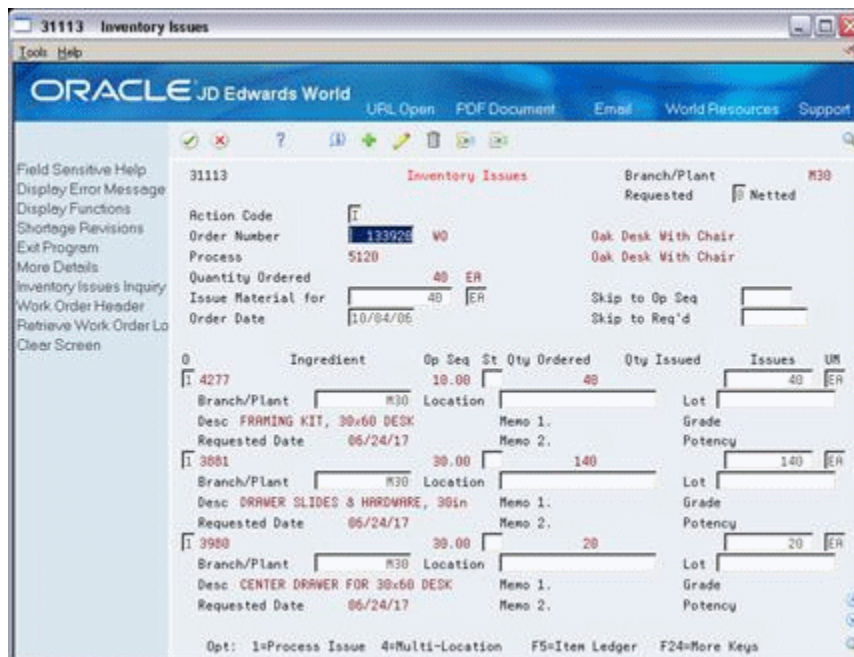 31113 Inventory Issues
Tools Help
ORACLE JD Edwards World
URL Open PDF Document Email World Resources Support
Field Sensitive Help
Display Error Message
Display Functions
Shortage Revisions
Exit Program
More Details
Inventory Issues Inquiry
Work Order Header
Retrieve Work Order Lo
Clear Screen
31113 Inventory Issues Branch/Plant M30
Requested 0 Netted
Action Code I
Order Number 133920 WO Oak Desk With Chair
Process 5120 Oak Desk With Chair
Quantity Ordered 40 EA
Issue Material for 40 EA Skip to Op Seq
Order Date 10/04/06 Skip to Req'd
O Ingredient Op Seq St Qty Ordered Qty Issued Issues UM
1 4277 10.00 40 40 EA
Branch/Plant M30 Location Lot
Desc FRAMING KIT, 30x60 DESK Memo 1. Grade
Requested Date 06/24/17 Memo 2. Potency
1 3881 30.00 140 140 EA
Branch/Plant M30 Location Lot
Desc DRAWER SLIDES & HARDWARE, 30in Memo 1. Grade
Requested Date 06/24/17 Memo 2. Potency
1 3980 30.00 20 20 EA
Branch/Plant M30 Location Lot
Desc CENTER DRAWER FOR 30x60 DESK Memo 1. Grade
Requested Date 06/24/17 Memo 2. Potency
Opt: 1=Process Issue 4=Multi-Location F5=Item Ledger F24=More Keys